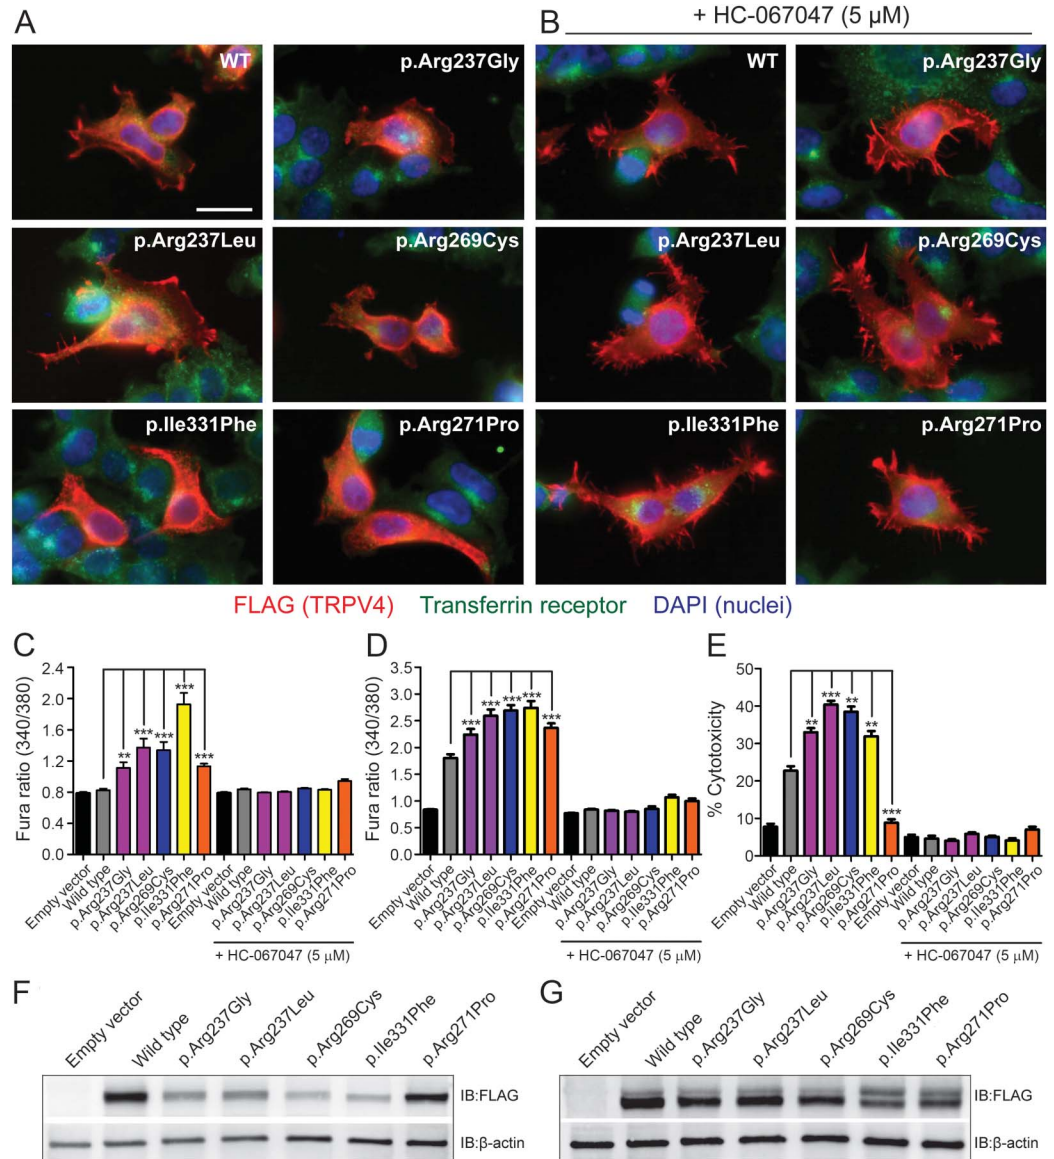 A
B
+ HC-067047 (5 µM)
WT
p.Arg237Gly
WT
p.Arg237Gly
p.Arg237Leu
p.Arg269Cys
p.Arg237Leu
p.Arg269Cys
p.Ile331Phe
p.Arg271Pro
p.Ile331Phe
p.Arg271Pro
FLAG (TRPV4) Transferrin receptor DAPI (nuclei)
C
Fura ratio (340/380)
2.4
2.0
1.6
1.2
0.8
0.4
0.0
**
***
***
***
***
Empty vector
Wild type
p.Arg237Gly
p.Arg237Leu
p.Arg269Cys
p.Ile331Phe
p.Arg271Pro
Empty vector
Wild type
p.Arg237Gly
p.Arg237Leu
p.Arg269Cys
p.Ile331Phe
p.Arg271Pro
+ HC-067047 (5 µM)
D
Fura ratio (340/380)
3.5
3.0
2.5
2.0
1.5
1.0
0.5
0.0
***
***
***
***
***
Empty vector
Wild type
p.Arg237Gly
p.Arg237Leu
p.Arg269Cys
p.Ile331Phe
p.Arg271Pro
Empty vector
Wild type
p.Arg237Gly
p.Arg237Leu
p.Arg269Cys
p.Ile331Phe
p.Arg271Pro
+ HC-067047 (5 µM)
E
% Cytotoxicity
50
40
30
20
10
0
**
***
**
**
***
Empty vector
Wild type
p.Arg237Gly
p.Arg237Leu
p.Arg269Cys
p.Ile331Phe
p.Arg271Pro
Empty vector
Wild type
p.Arg237Gly
p.Arg237Leu
p.Arg269Cys
p.Ile331Phe
p.Arg271Pro
+ HC-067047 (5 µM)
F
Empty vector
Wild type
p.Arg237Gly
p.Arg237Leu
p.Arg269Cys
p.Ile331Phe
p.Arg271Pro
IB:FLAG
IB:β-actin
G
Empty vector
Wild type
p.Arg237Gly
p.Arg237Leu
p.Arg269Cys
p.Ile331Phe
p.Arg271Pro
IB:FLAG
IB:β-actin